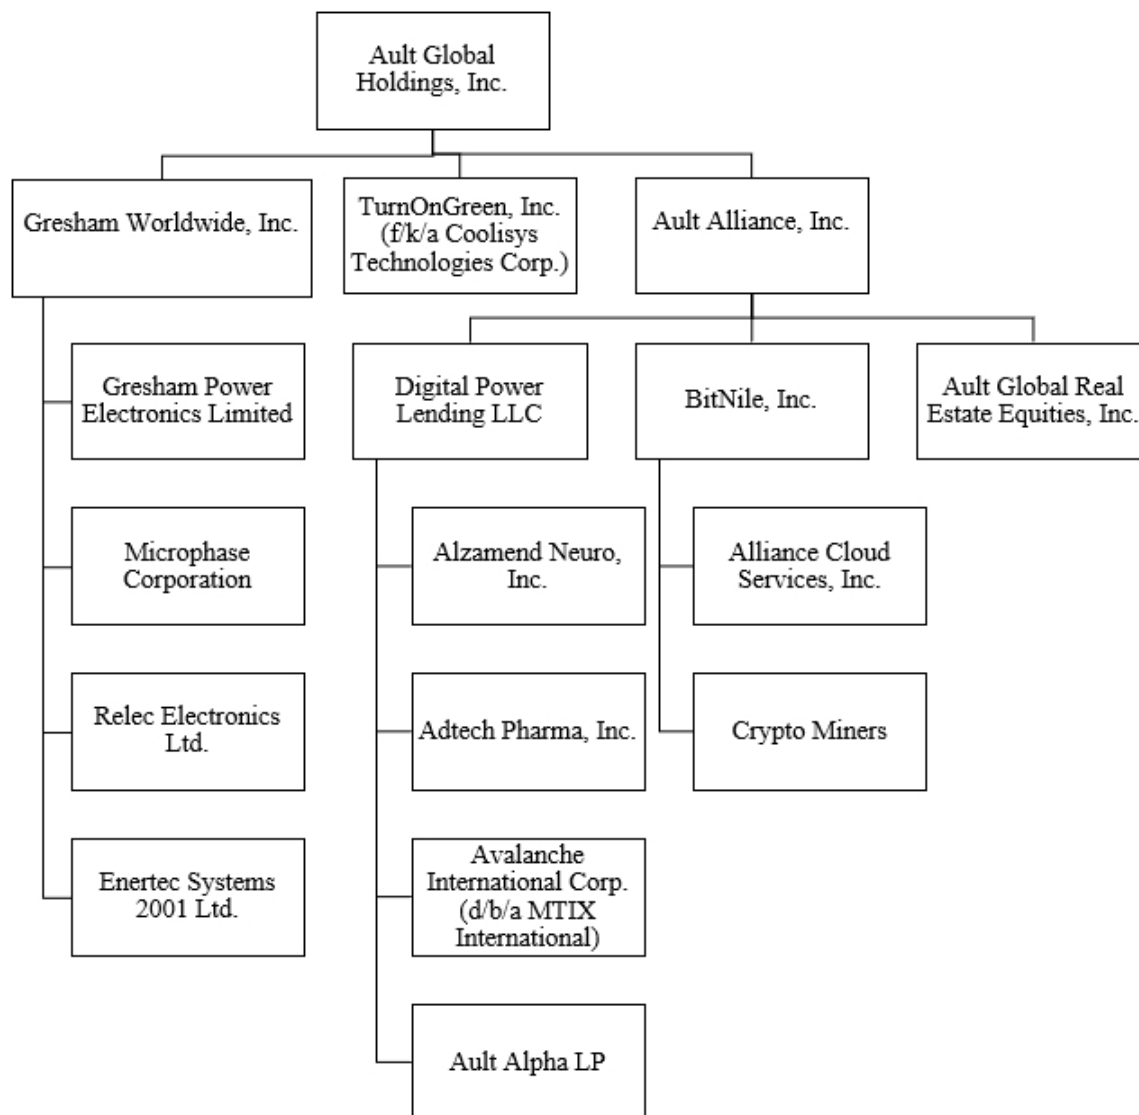 Ault Global
Holdings, Inc.
Gresham Worldwide, Inc.
TurnOnGreen, Inc.
(f/k/a Coolisys
Technologies Corp.)
Ault Alliance, Inc.
Gresham Power
Electronics Limited
Digital Power
Lending LLC
BitNile, Inc.
Ault Global Real
Estate Equities, Inc.
Microphase
Corporation
Alzamend Neuro,
Inc.
Alliance Cloud
Services, Inc.
Relec Electronics
Ltd.
Adtech Pharma, Inc.
Crypto Miners
Enertec Systems
2001 Ltd.
Avalanche
International Corp.
(d/b/a MTIX
International)
Ault Alpha LP